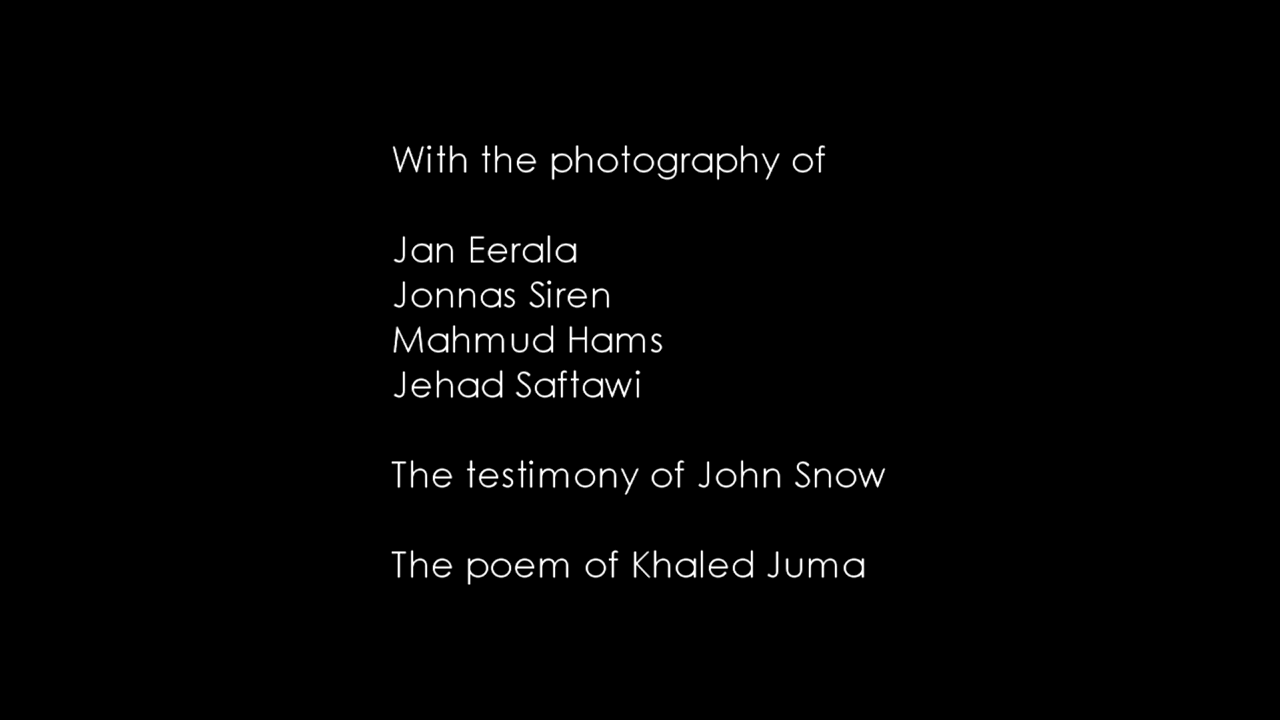 With the photography of
Jan Eerala
Jonnas Siren
Mahmud Hams
Jehad Saftawi
The testimony of John Snow
The poem of Khaled Juma